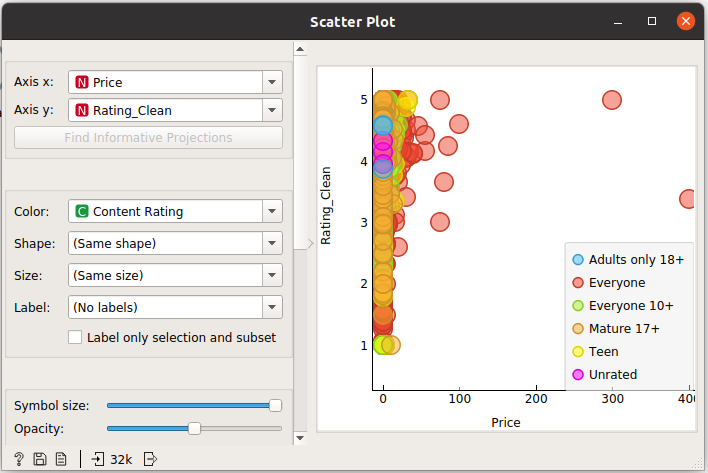 Scatter Plot
Axis x: N Price
Axis y: N Rating_Clean
Find Informative Projections
Color: C Content Rating
Shape: (Same shape)
Size: (Same size)
Label: (No labels)
Label only selection and subset
Symbol size:
Opacity:
? 32k
Rating_Clean
5
4
3
2
1
0 100 200 300 40
Price
Adults only 18+
Everyone
Everyone 10+
Mature 17+
Teen
Unrated